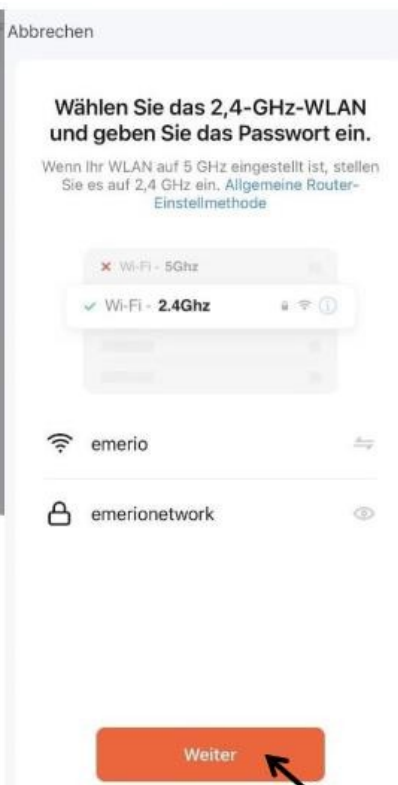 Abbrechen
Wählen Sie das 2,4-GHz-WLAN
und geben Sie das Passwort ein.
Wenn Ihr WLAN auf 5 GHz eingestellt ist, stellen
Sie es auf 2,4 GHz ein. Allgemeine Router-
Einstellmethode
Wi-Fi - 5Ghz
Wi-Fi - 2.4Ghz
emerio
emerionetwork
Weiter